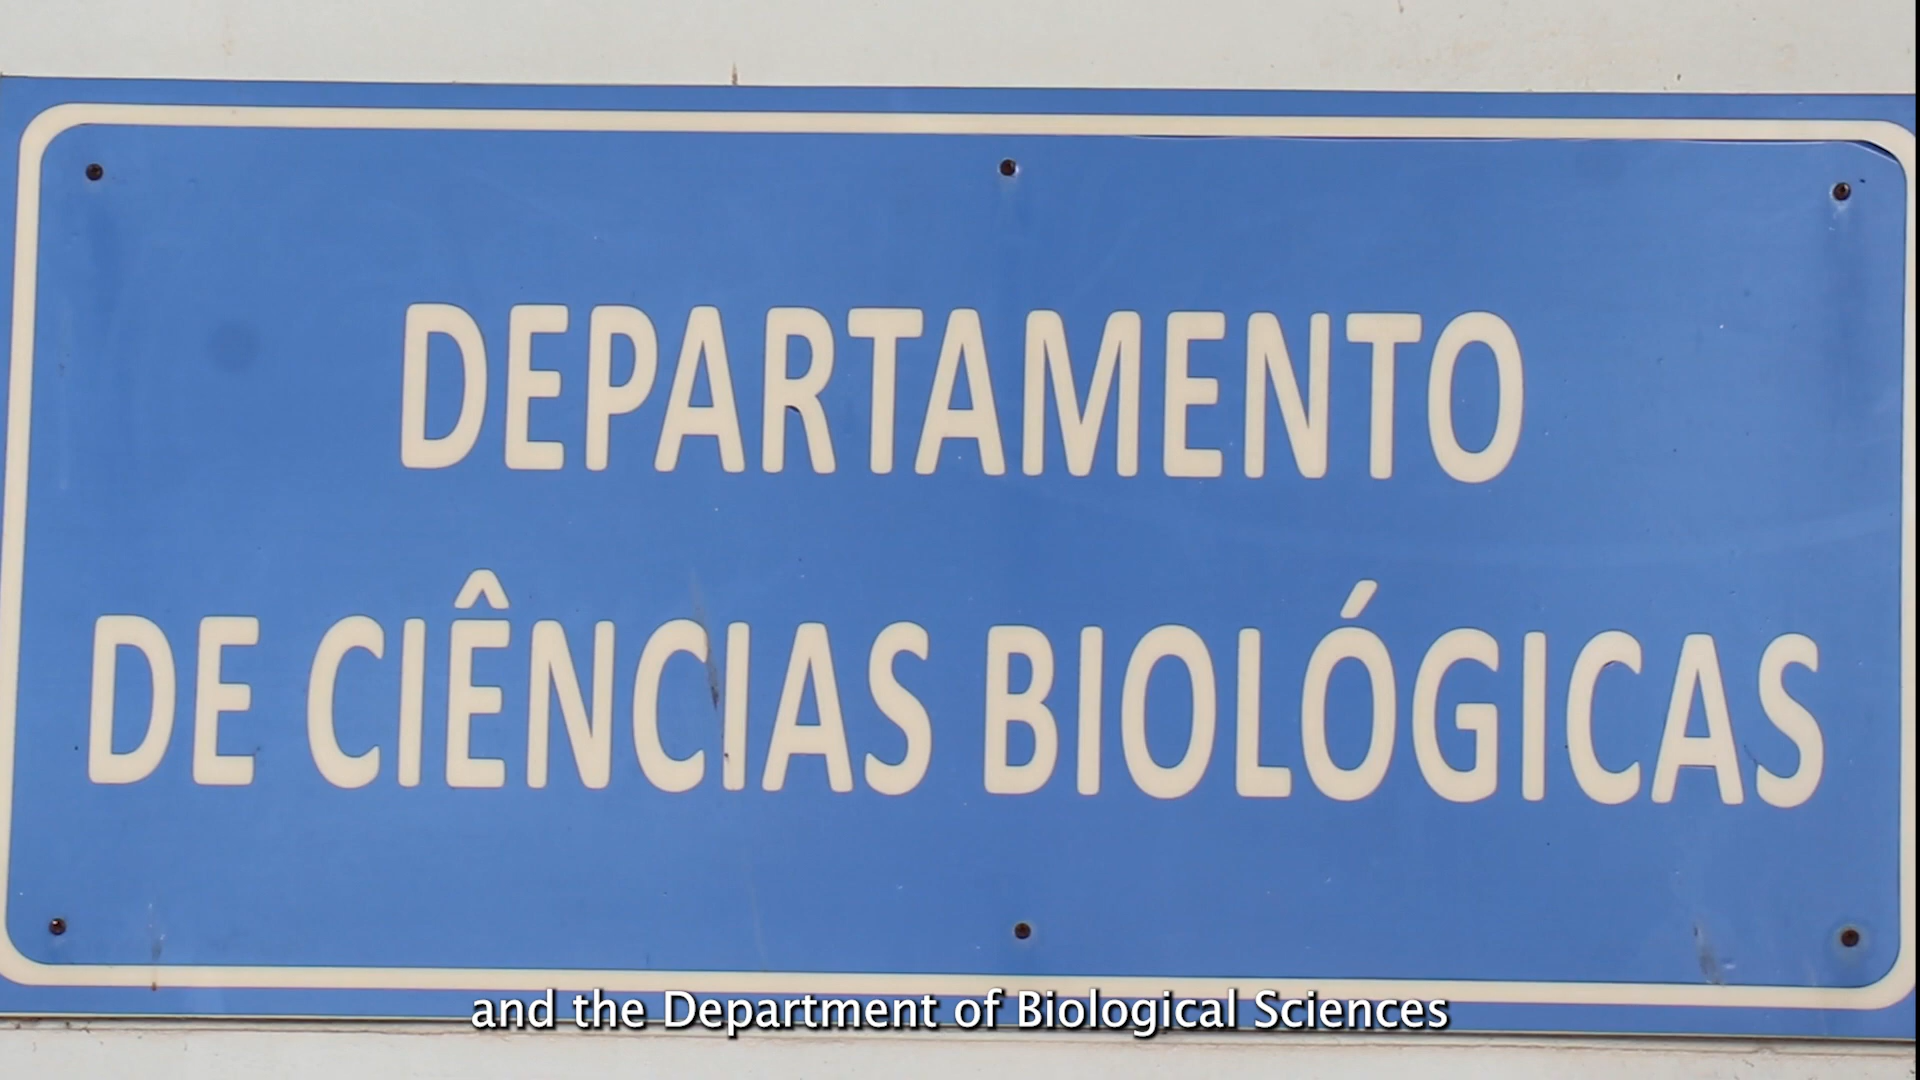 DEPARTAMENTO
DE CIÊNCIAS BIOLÓGICAS
and the Department of Biological Sciences